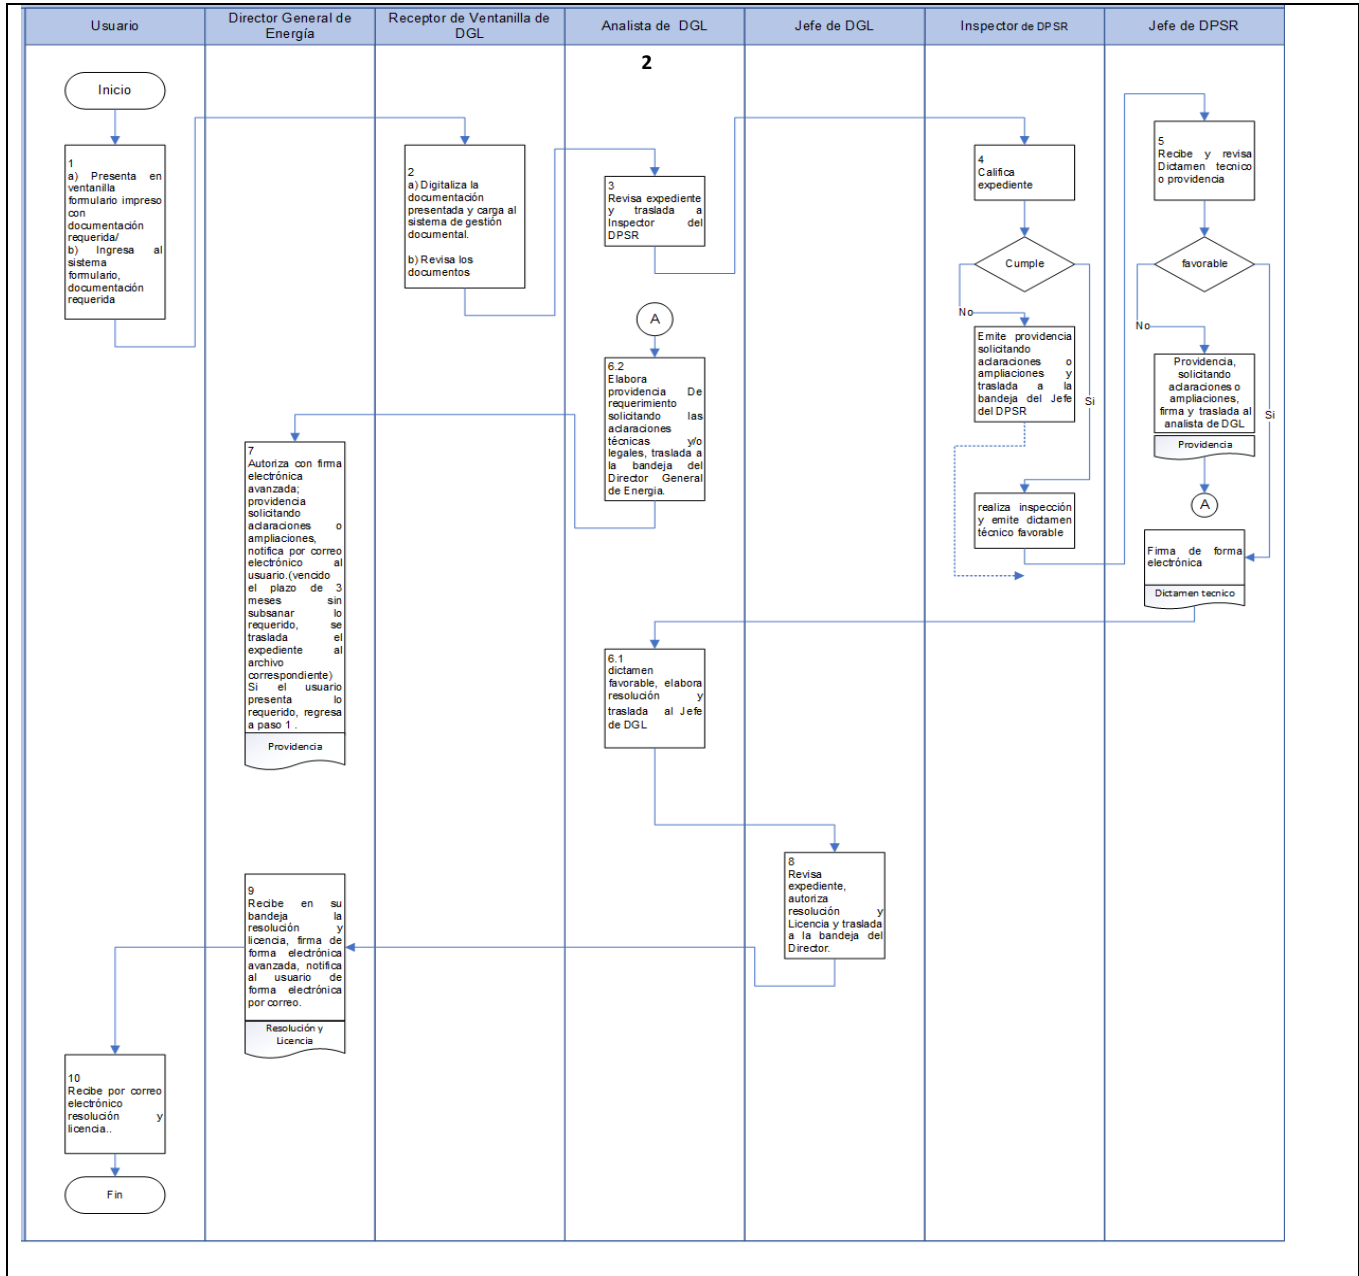 Usuario
Director General de
Energía
Receptor de Ventanilla de
DGL
Analista de DGL
Jefe de DGL
Inspector de DPSR
Jefe de DPSR
2
Inicio
1
a) Presenta en
ventanilla
formulario impreso
con
documentación
requerida/
b) Ingresa al
sistema
formulario,
documentación
requerida
2
a) Digitaliza la
documentación
presentada y carga al
sistema de gestión
documental.
b) Revisa los
documentos
3
Revisa expediente
y traslada a
Inspector del
DPSR
4
Califica
expediente
Cumple
No
Si
Emite providencia
solicitando
aclaraciones o
ampliaciones y
traslada a la
bandeja del Jefe
del DPSR
realiza inspección
y emite dictamen
técnico favorable
5
Recibe y revisa
Dictamen tecnico
o providencia
favorable
No
Si
Providencia,
solicitando
aclaraciones o
ampliaciones,
firma y traslada al
analista de DGL
Providencia
A
Firma de forma
electrónica
Dictamen tecnico
A
6.2
Elabora
providencia De
requerimiento
solicitando las
aclaraciones
técnicas y/o
legales, traslada a
la bandeja del
Director General
de Energia.
7
Autoriza con firma
electrónica
avanzada;
providencia
solicitando
aclaraciones o
ampliaciones,
notifica por correo
electrónico al
usuario.(vencido
el plazo de 3
meses sin
subsanar lo
requerido, se
traslada el
expediente al
archivo
correspondiente)
Si el usuario
presenta lo
requerido, regresa
a paso 1 .
Providencia
6.1
dictamen
favorable, elabora
resolución y
traslada al Jefe
de DGL
8
Revisa
expediente,
autoriza
resolución y
Licencia y traslada
a la bandeja del
Director.
9
Recibe en su
bandeja la
resolución y
licencia, firma de
forma electrónica
avanzada, notifica
al usuario de
forma electrónica
por correo.
Resolución y
Licencia
10
Recibe por correo
electrónico
resolución y
licencia..
Fin